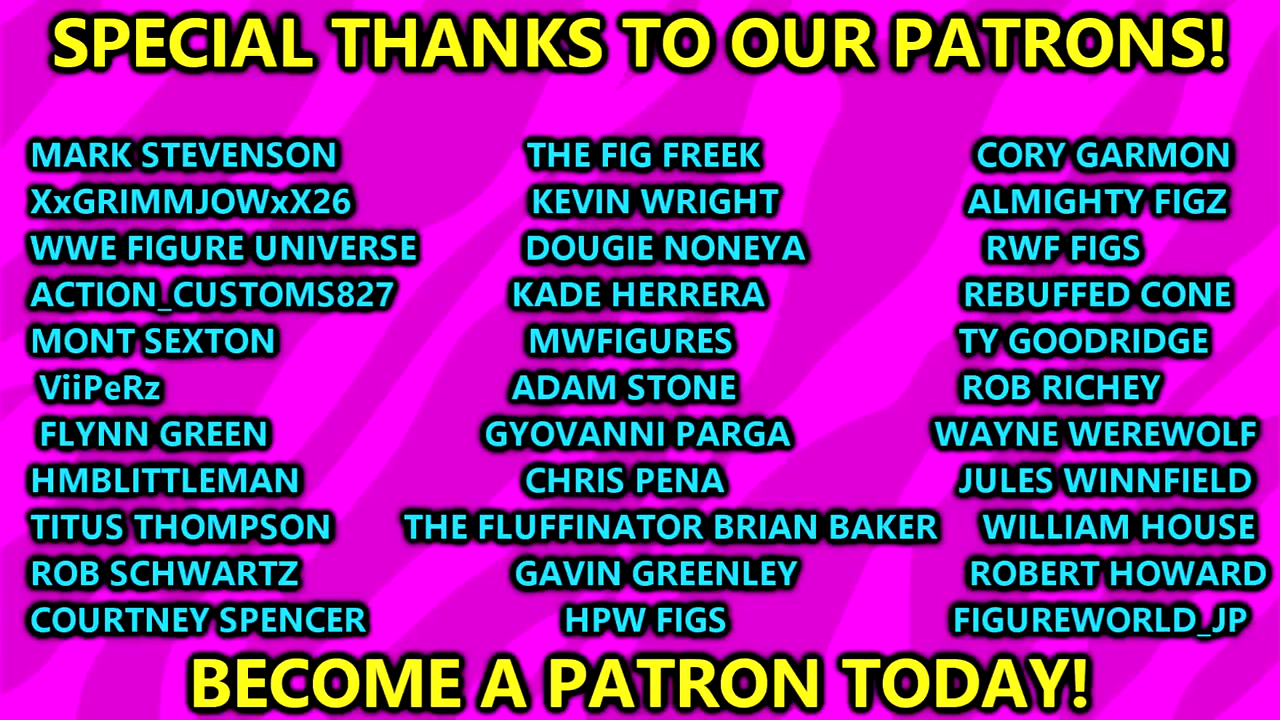 SPECIAL THANKS TO OUR PATRONS!
MARK STEVENSON THE FIG FREEK CORY GARMON
XxGRIMMJOWxX26 KEVIN WRIGHT ALMIGHTY FIGZ
WWE FIGURE UNIVERSE DOUGIE NONEYA RWF FIGS
ACTION_CUSTOMS827 KADE HERRERA REBUFFED CONE
MONT SEXTON MWFIGURES TY GOODRIDGE
ViiPeRz ADAM STONE ROB RICHEY
FLYNN GREEN GYOVANNI PARGA WAYNE WEREWOLF
HMBLITTLEMAN CHRIS PENA JULES WINNFIELD
TITUS THOMPSON THE FLUFFINATOR BRIAN BAKER WILLIAM HOUSE
ROB SCHWARTZ GAVIN GREENLEY ROBERT HOWARD
COURTNEY SPENCER HPW FIGS FIGUREWORLD_JP
BECOME A PATRON TODAY!